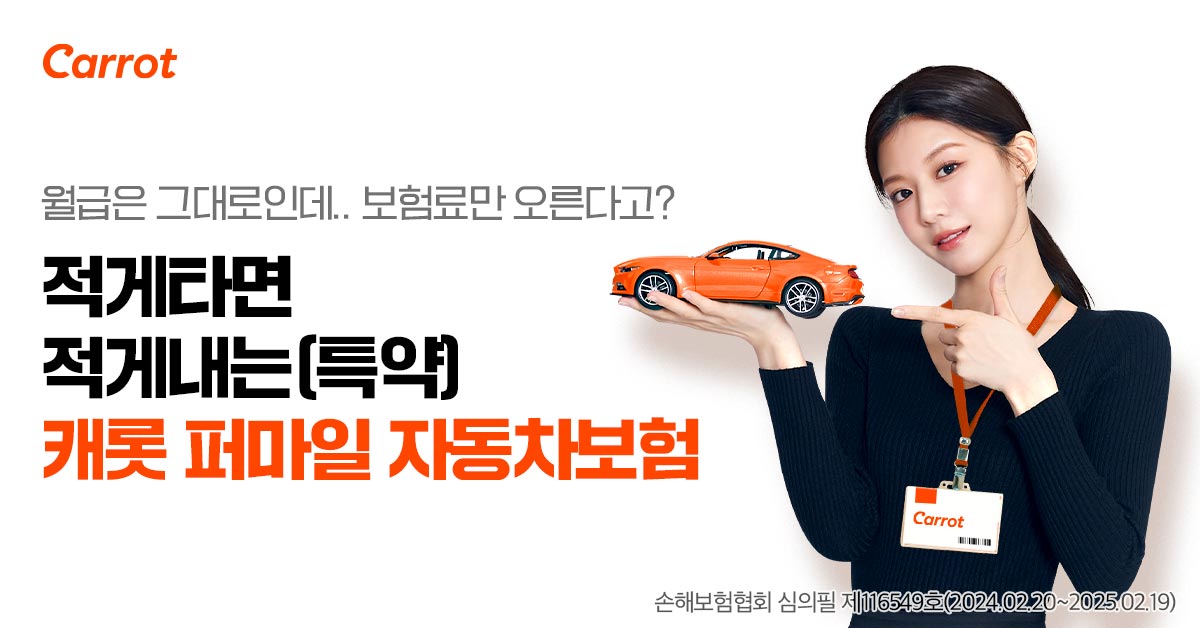 Carrot
월급은 그대로인데.. 보험료만 오른다고?
적게타면
적게내는(특약)
캐롯 퍼마일 자동차보험
Carrot
손해보험협회 심의필 제116549호(2024.02.20~2025.02.19)